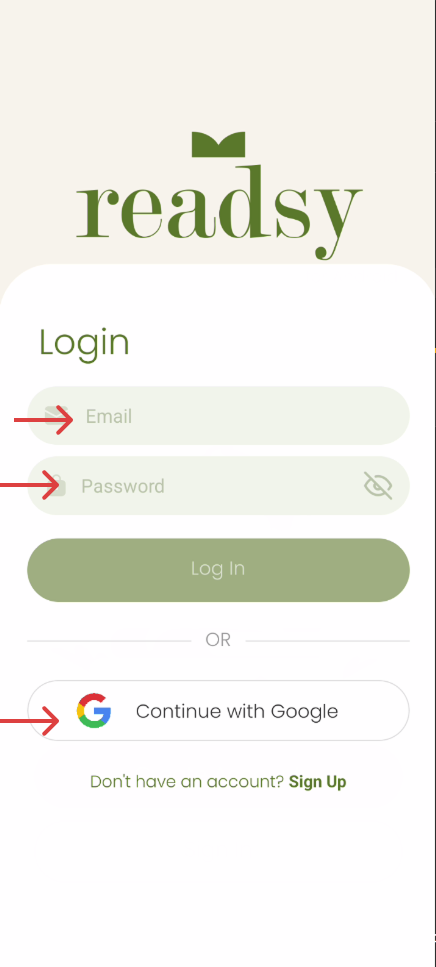 readsy
Login
Email
Password
Log In
OR
Continue with Google
Don't have an account? Sign Up